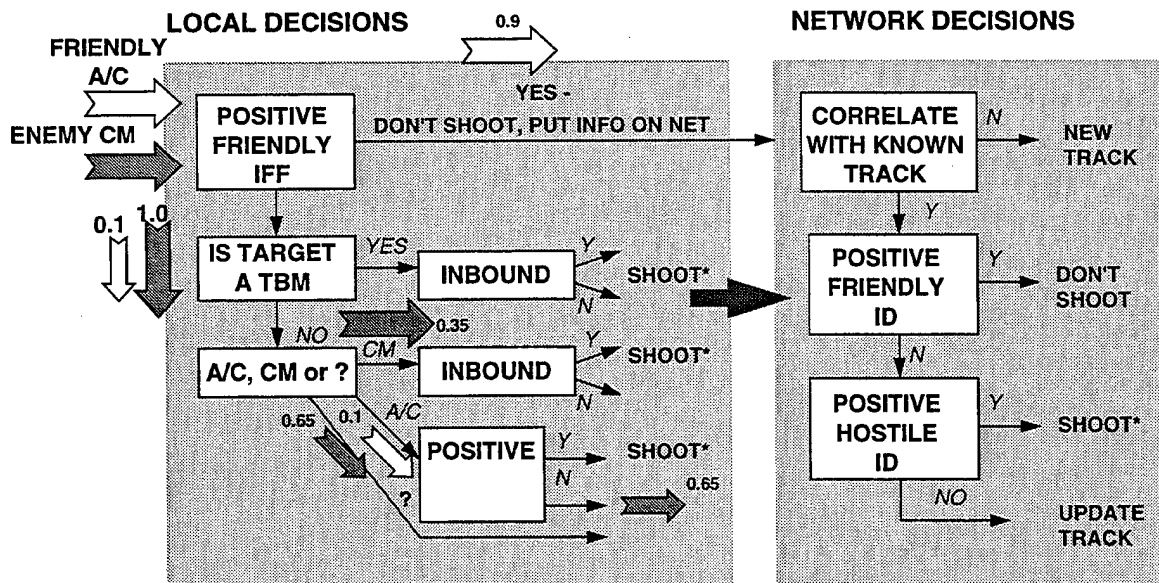 LOCAL DECISIONS
NETWORK DECISIONS
0.9
FRIENDLY
A/C
ENEMY CM
YES -
DON'T SHOOT, PUT INFO ON NET
POSITIVE
FRIENDLY
IFF
0.1
1.0
IS TARGET
A TBM
YES
INBOUND
Y
N
SHOOT*
NO
0.35
A/C, CM or ?
CM
INBOUND
Y
N
SHOOT*
0.65
0.1
A/C
?
POSITIVE
Y
N
SHOOT*
0.65
CORRELATE
WITH KNOWN
TRACK
N
NEW
TRACK
Y
POSITIVE
FRIENDLY
ID
Y
DON'T
SHOOT
N
POSITIVE
HOSTILE
ID
Y
SHOOT*
NO
UPDATE
TRACK